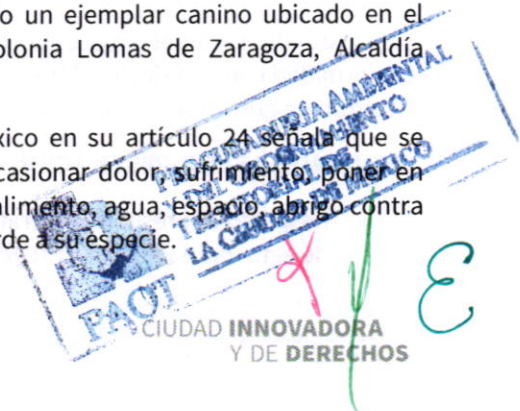 o un ejemplar canino ubicado en el
olonia Lomas de Zaragoza, Alcaldía
xico en su artículo 24 señala que se
casionar dolor, sufrimiento, poner en
alimento, agua, espacio, abrigo contra
rde a su especie.
PROCURADURÍA AMBIENTAL
Y DEL ORDENAMIENTO
TERRITORIAL DE
LA CIUDAD DE MÉXICO
PAOT
CIUDAD INNOVADORA
Y DE DERECHOS